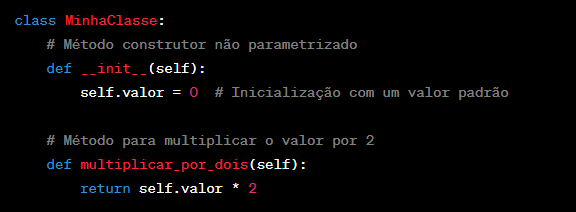 class MinhaClasse:
    # Método construtor não parametrizado
    def __init__(self):
        self.valor = 0  # Inicialização com um valor padrão

    # Método para multiplicar o valor por 2
    def multiplicar_por_dois(self):
        return self.valor * 2